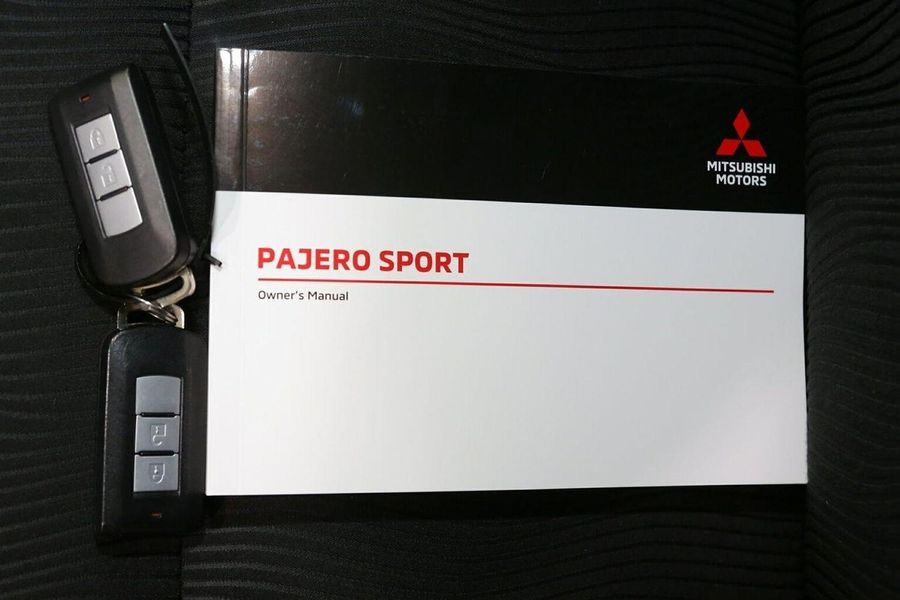 MITSUBISHI
MOTORS
PAJERO SPORT
Owner's Manual